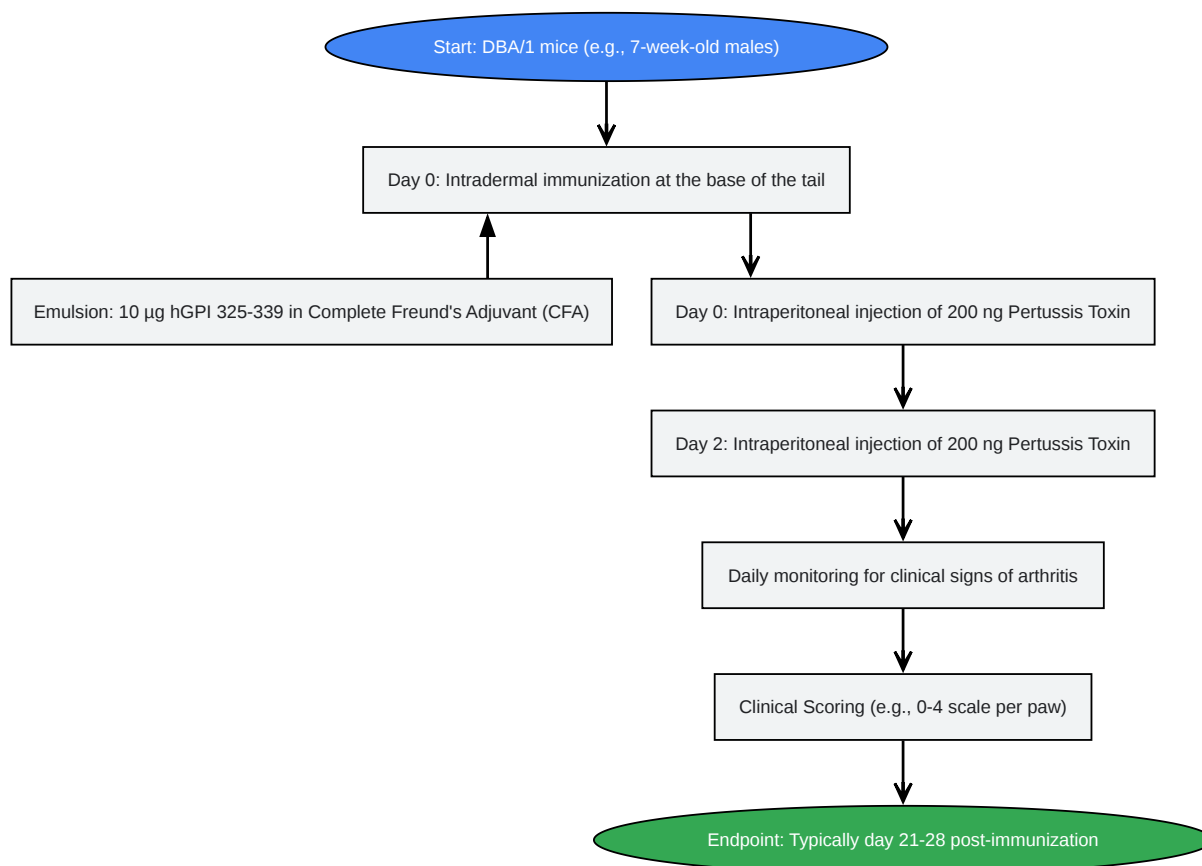 Start: DBA/1 mice (e.g., 7-week-old males)
Day 0: Intradermal immunization at the base of the tail
Emulsion: 10 µg hGPI 325-339 in Complete Freund's Adjuvant (CFA)
Day 0: Intraperitoneal injection of 200 ng Pertussis Toxin
Day 2: Intraperitoneal injection of 200 ng Pertussis Toxin
Daily monitoring for clinical signs of arthritis
Clinical Scoring (e.g., 0-4 scale per paw)
Endpoint: Typically day 21-28 post-immunization